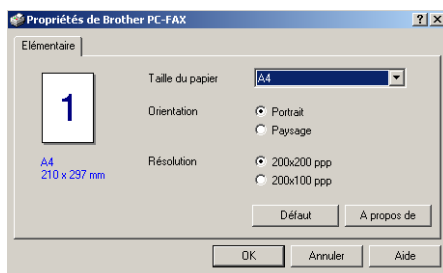 Propriétés de Brother PC-FAX
Elémentaire
1
A4
210 x 297 mm
Taille du papier
A4
Orientation
Portrait
Paysage
Résolution
200x200 ppp
200x100 ppp
Défaut
A propos de
OK
Annuler
Aide